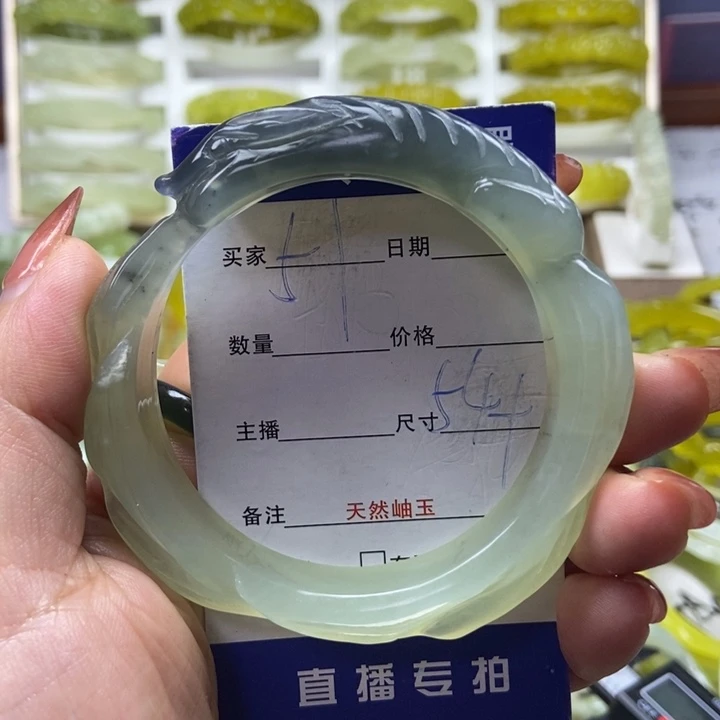 买家 日期
数量 价格
主播 尺寸 54
备注 天然岫玉
直播专拍